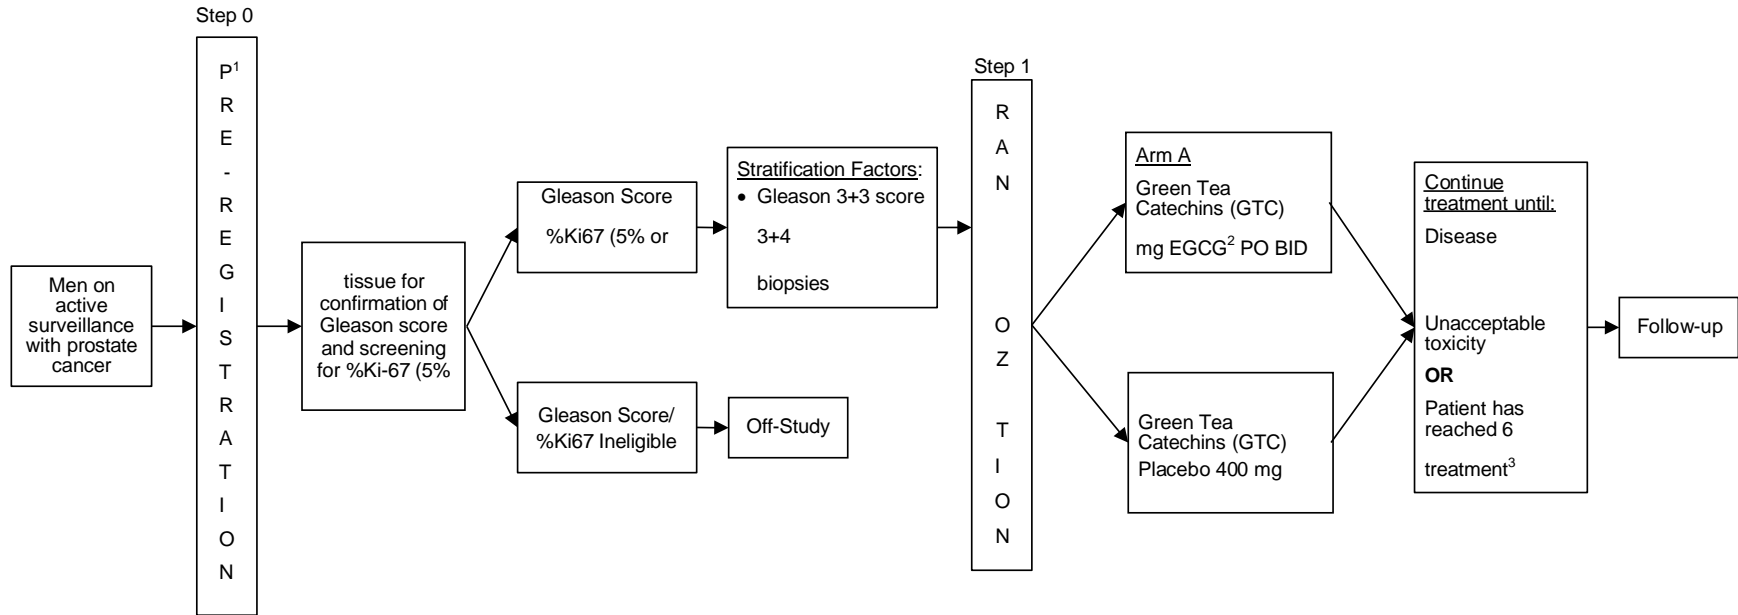 Step 0
P¹
R
E
-
R
E
G
I
S
T
R
A
T
I
O
N
Men on
active
surveillance
with prostate
cancer
tissue for
confirmation of
Gleason score
and screening
for %Ki-67 (5%
Gleason Score
%Ki67 (5% or
Gleason Score/
%Ki67 Ineligible
Off-Study
Stratification Factors:
• Gleason 3+3 score
3+4
biopsies
Step 1
R
A
N
O
Z
T
I
O
N
Arm A
Green Tea
Catechins (GTC)
mg EGCG² PO BID
Green Tea
Catechins (GTC)
Placebo 400 mg
Continue
treatment until:
Disease
Unacceptable
toxicity
OR
Patient has
reached 6
treatment³
Follow-up